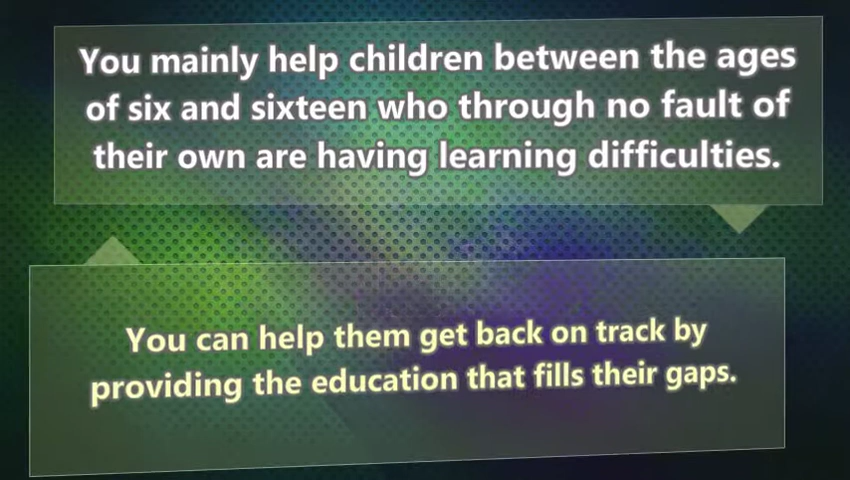 You mainly help children between the ages
of six and sixteen who through no fault of
their own are having learning difficulties.
You can help them get back on track by
providing the education that fills their gaps.